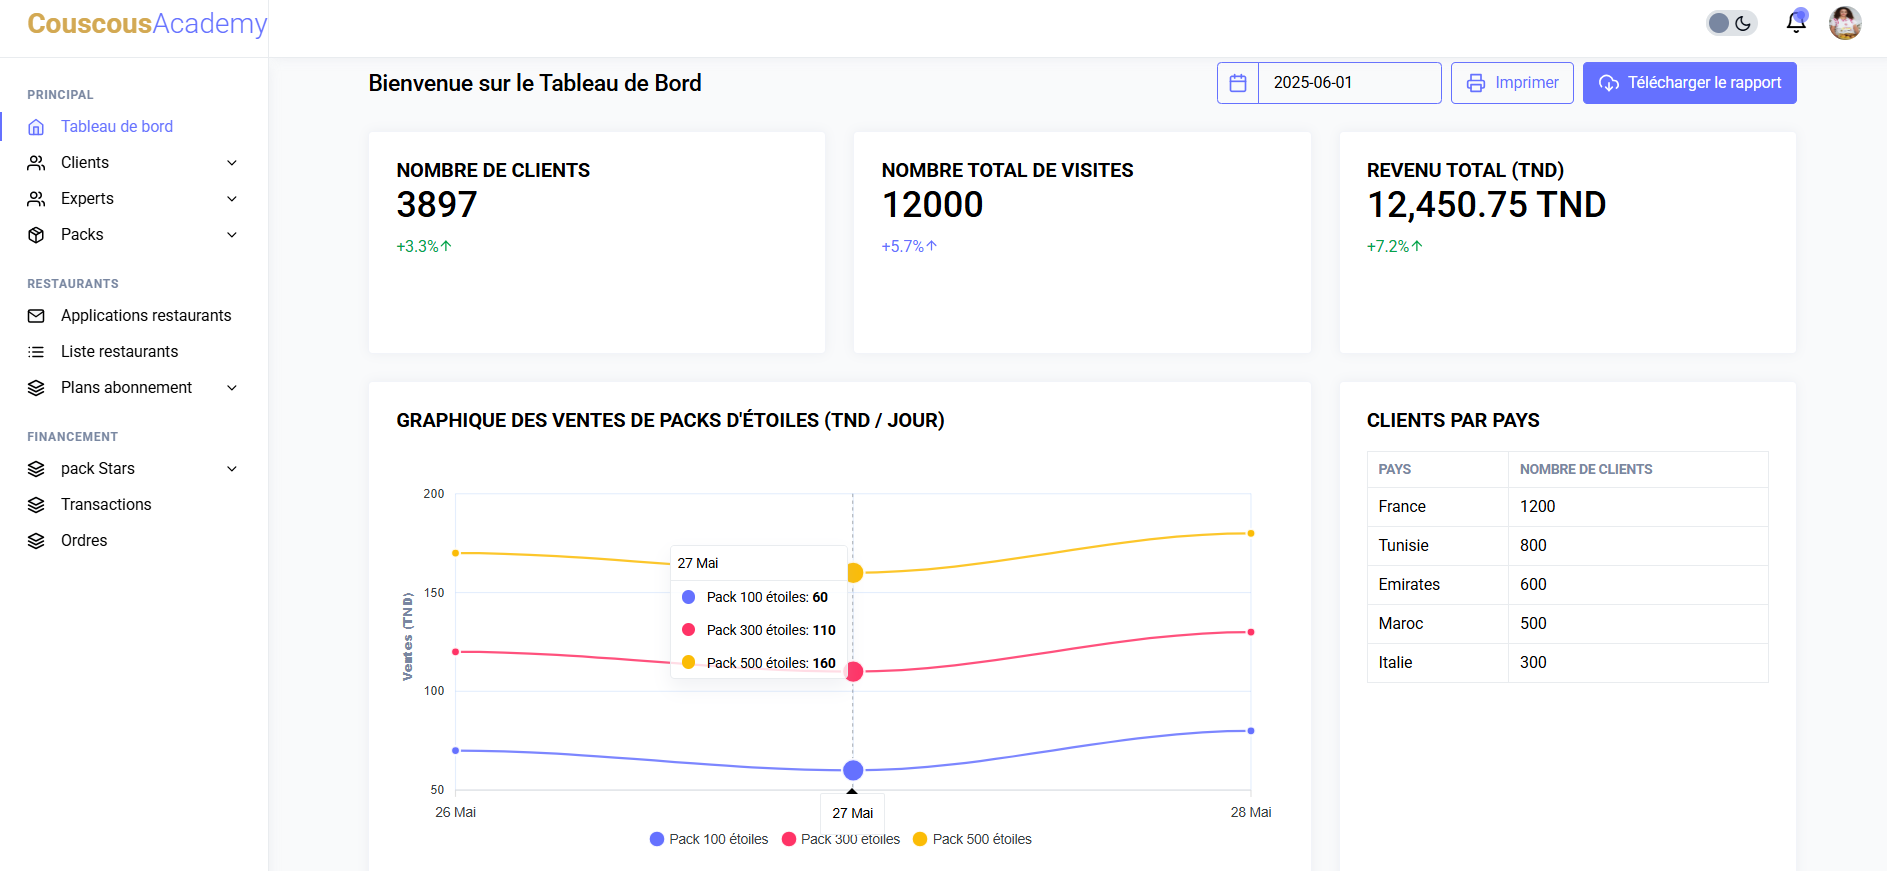 CouscousAcademy
PRINCIPAL
Tableau de bord
Clients
Experts
Packs
RESTAURANTS
Applications restaurants
Liste restaurants
Plans abonnement
FINANCEMENT
pack Stars
Transactions
Ordres
Bienvenue sur le Tableau de Bord
2025-06-01
Imprimer
Télécharger le rapport
NOMBRE DE CLIENTS
3897
+3.3%↑
NOMBRE TOTAL DE VISITES
12000
+5.7%↑
REVENU TOTAL (TND)
12,450.75 TND
+7.2%↑
GRAPHIQUE DES VENTES DE PACKS D'ÉTOILES (TND / JOUR)
Ventes (TND)
200
150
100
50
27 Mai
Pack 100 étoiles: 60
Pack 300 étoiles: 110
Pack 500 étoiles: 160
26 Mai
27 Mai
28 Mai
Pack 100 étoiles
Pack 300 étoiles
Pack 500 étoiles
CLIENTS PAR PAYS
PAYS NOMBRE DE CLIENTS
France 1200
Tunisie 800
Emirates 600
Maroc 500
Italie 300